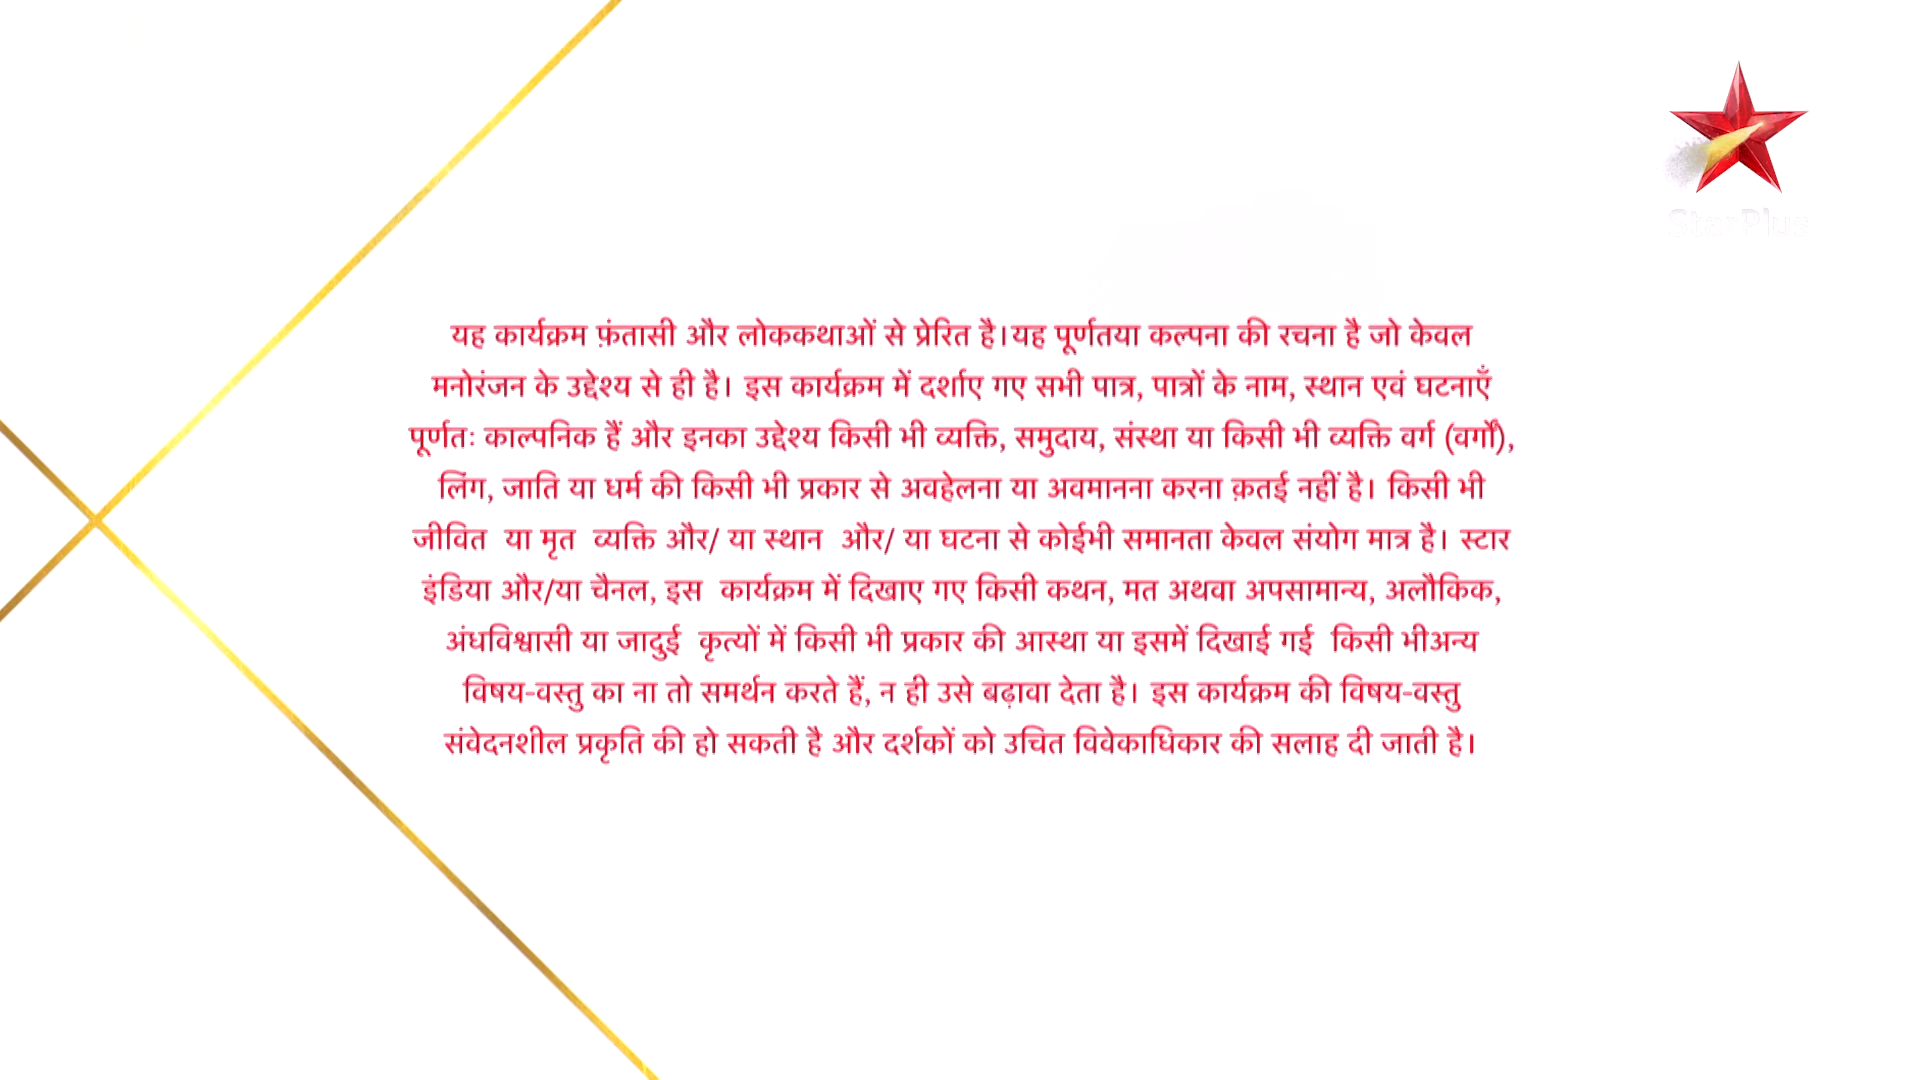 StarPlus
यह कार्यक्रम फ़ंतासी और लोककथाओं से प्रेरित है।यह पूर्णतया कल्पना की रचना है जो केवल
मनोरंजन के उद्देश्य से ही है। इस कार्यक्रम में दर्शाए गए सभी पात्र, पात्रों के नाम, स्थान एवं घटनाएँ
पूर्णतः काल्पनिक हैं और इनका उद्देश्य किसी भी व्यक्ति, समुदाय, संस्था या किसी भी व्यक्ति वर्ग (वर्गों),
लिंग, जाति या धर्म की किसी भी प्रकार से अवहेलना या अवमानना करना क़तई नहीं है। किसी भी
जीवित या मृत व्यक्ति और/ या स्थान और/ या घटना से कोईभी समानता केवल संयोग मात्र है। स्टार
इंडिया और/या चैनल, इस कार्यक्रम में दिखाए गए किसी कथन, मत अथवा अपसामान्य, अलौकिक,
अंधविश्वासी या जादुई कृत्यों में किसी भी प्रकार की आस्था या इसमें दिखाई गई किसी भीअन्य
विषय-वस्तु का ना तो समर्थन करते हैं, न ही उसे बढ़ावा देता है। इस कार्यक्रम की विषय-वस्तु
संवेदनशील प्रकृति की हो सकती है और दर्शकों को उचित विवेकाधिकार की सलाह दी जाती है।